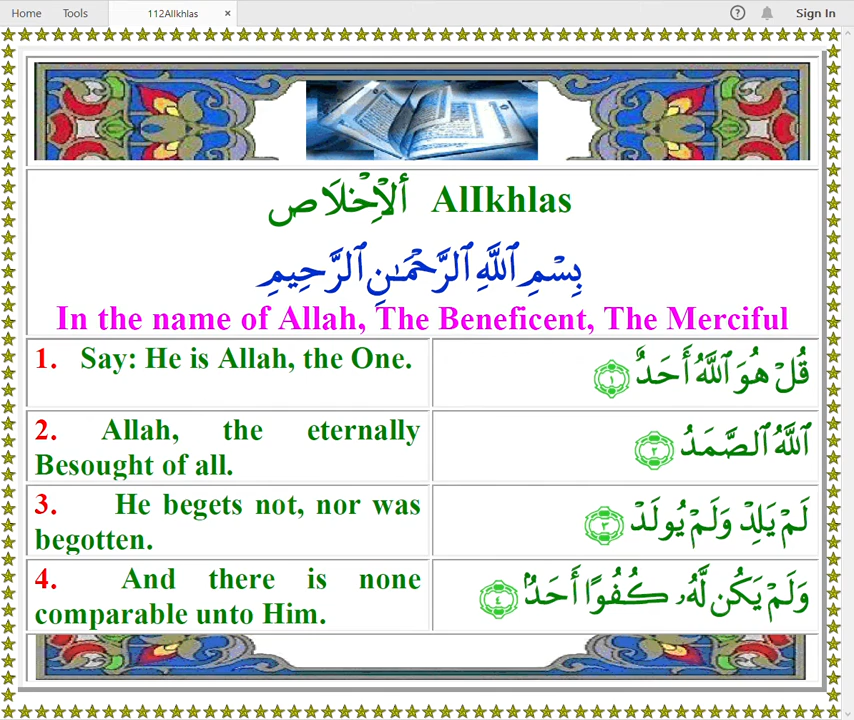 Home Tools 112AlIkhlas × ? Sign In
ألْاِخْلَاص AlIkhlas
بِسْمِ ٱللَّهِ ٱلرَّحْمَـٰنِ ٱلرَّحِيمِ
In the name of Allah, The Beneficent, The Merciful
1. Say: He is Allah, the One.
قُلْ هُوَ ٱللَّهُ أَحَدٌ ١
2. Allah, the eternally
Besought of all.
ٱللَّهُ ٱلصَّمَدُ ٢
3. He begets not, nor was
begotten.
لَمْ يَلِدْ وَلَمْ يُولَدْ ٣
4. And there is none
comparable unto Him.
وَلَمْ يَكُن لَّهُۥ كُفُوًا أَحَدٌۢ ٤